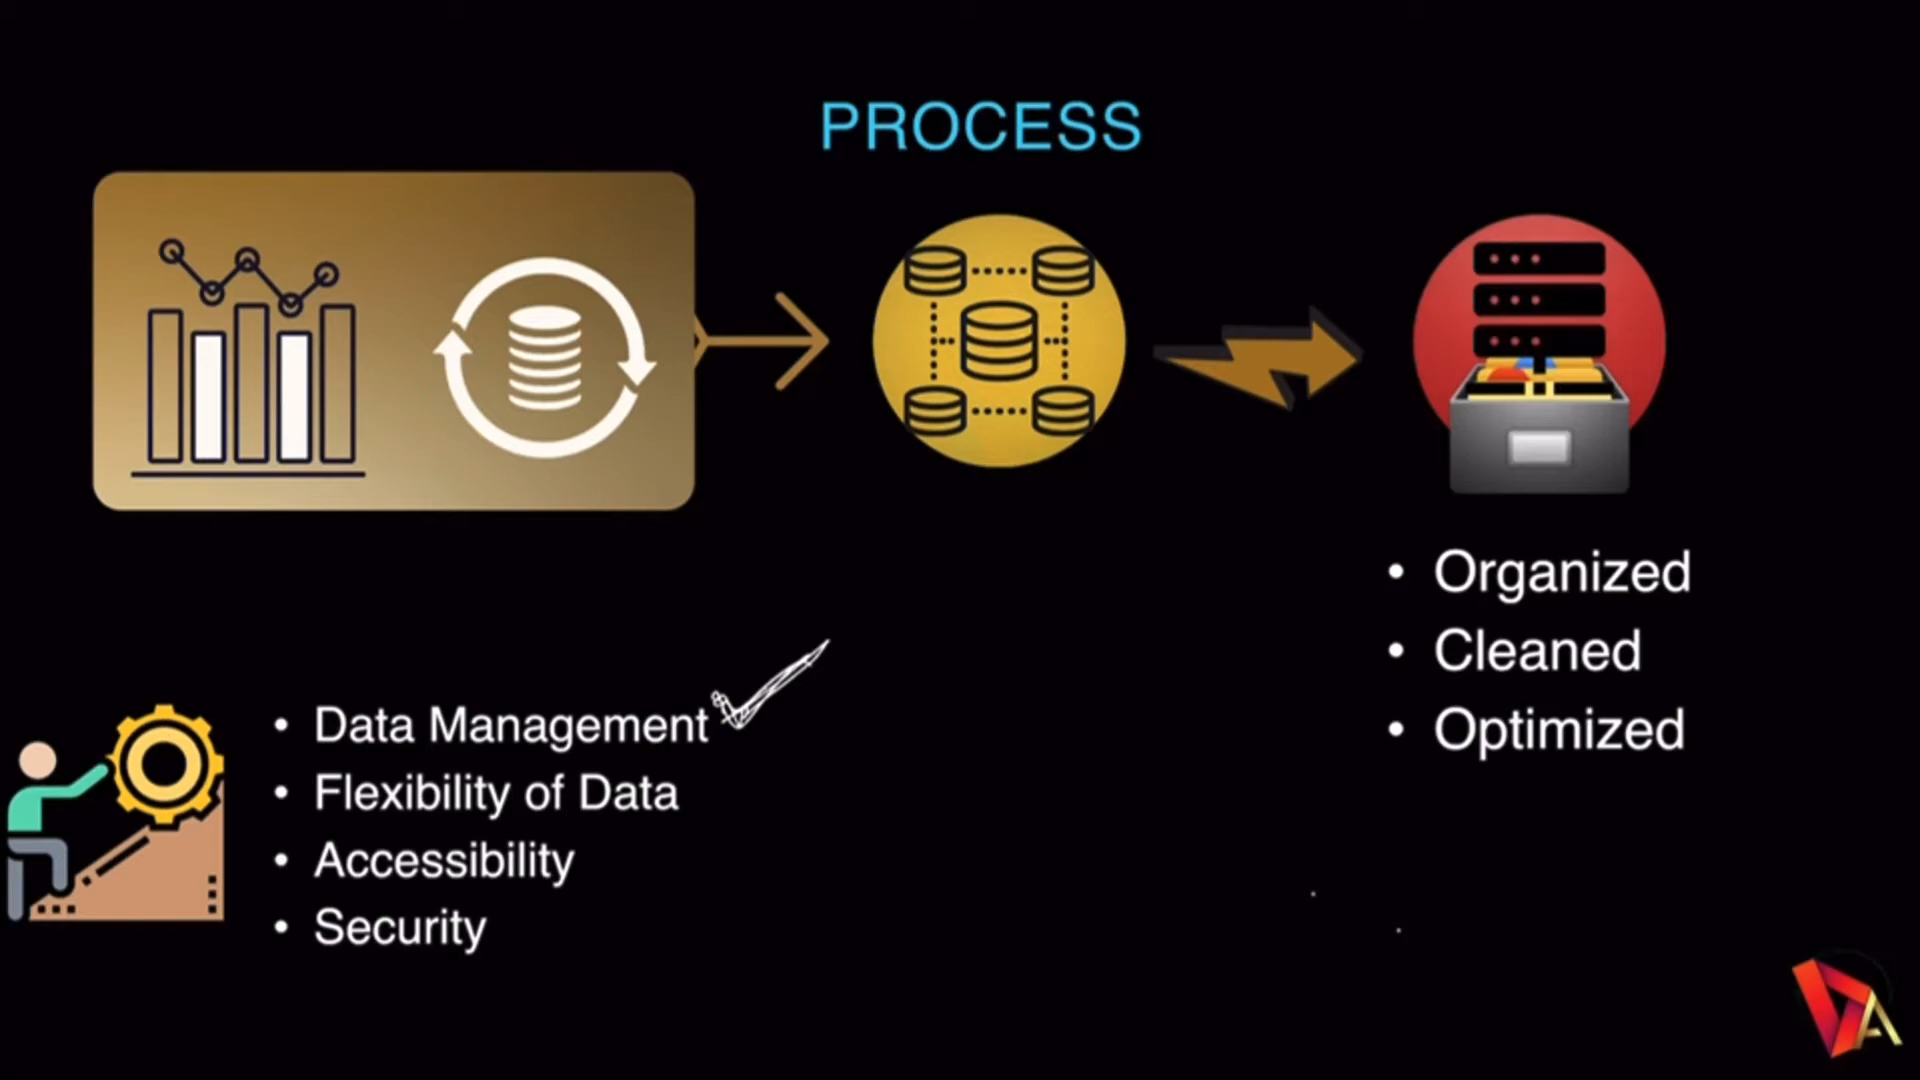 PROCESS
• Organized
• Cleaned
• Optimized
• Data Management
• Flexibility of Data
• Accessibility
• Security